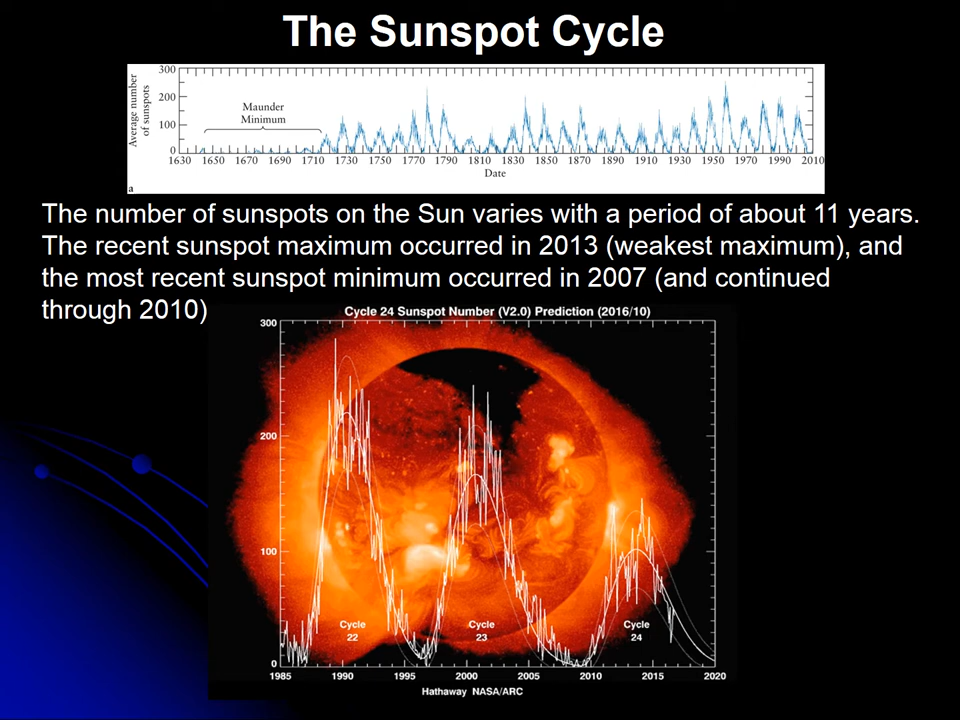 The Sunspot Cycle
Average number
of sunspots
300
200
100
0
Maunder
Minimum
1630 1650 1670 1690 1710 1730 1750 1770 1790 1810 1830 1850 1870 1890 1910 1930 1950 1970 1990 2010
Date
a
The number of sunspots on the Sun varies with a period of about 11 years.
The recent sunspot maximum occurred in 2013 (weakest maximum), and
the most recent sunspot minimum occurred in 2007 (and continued
through 2010)
Cycle 24 Sunspot Number (V2.0) Prediction (2016/10)
300
200
100
0
Cycle
22
Cycle
23
Cycle
24
1985 1990 1995 2000 2005 2010 2015 2020
Hathaway NASA/ARC